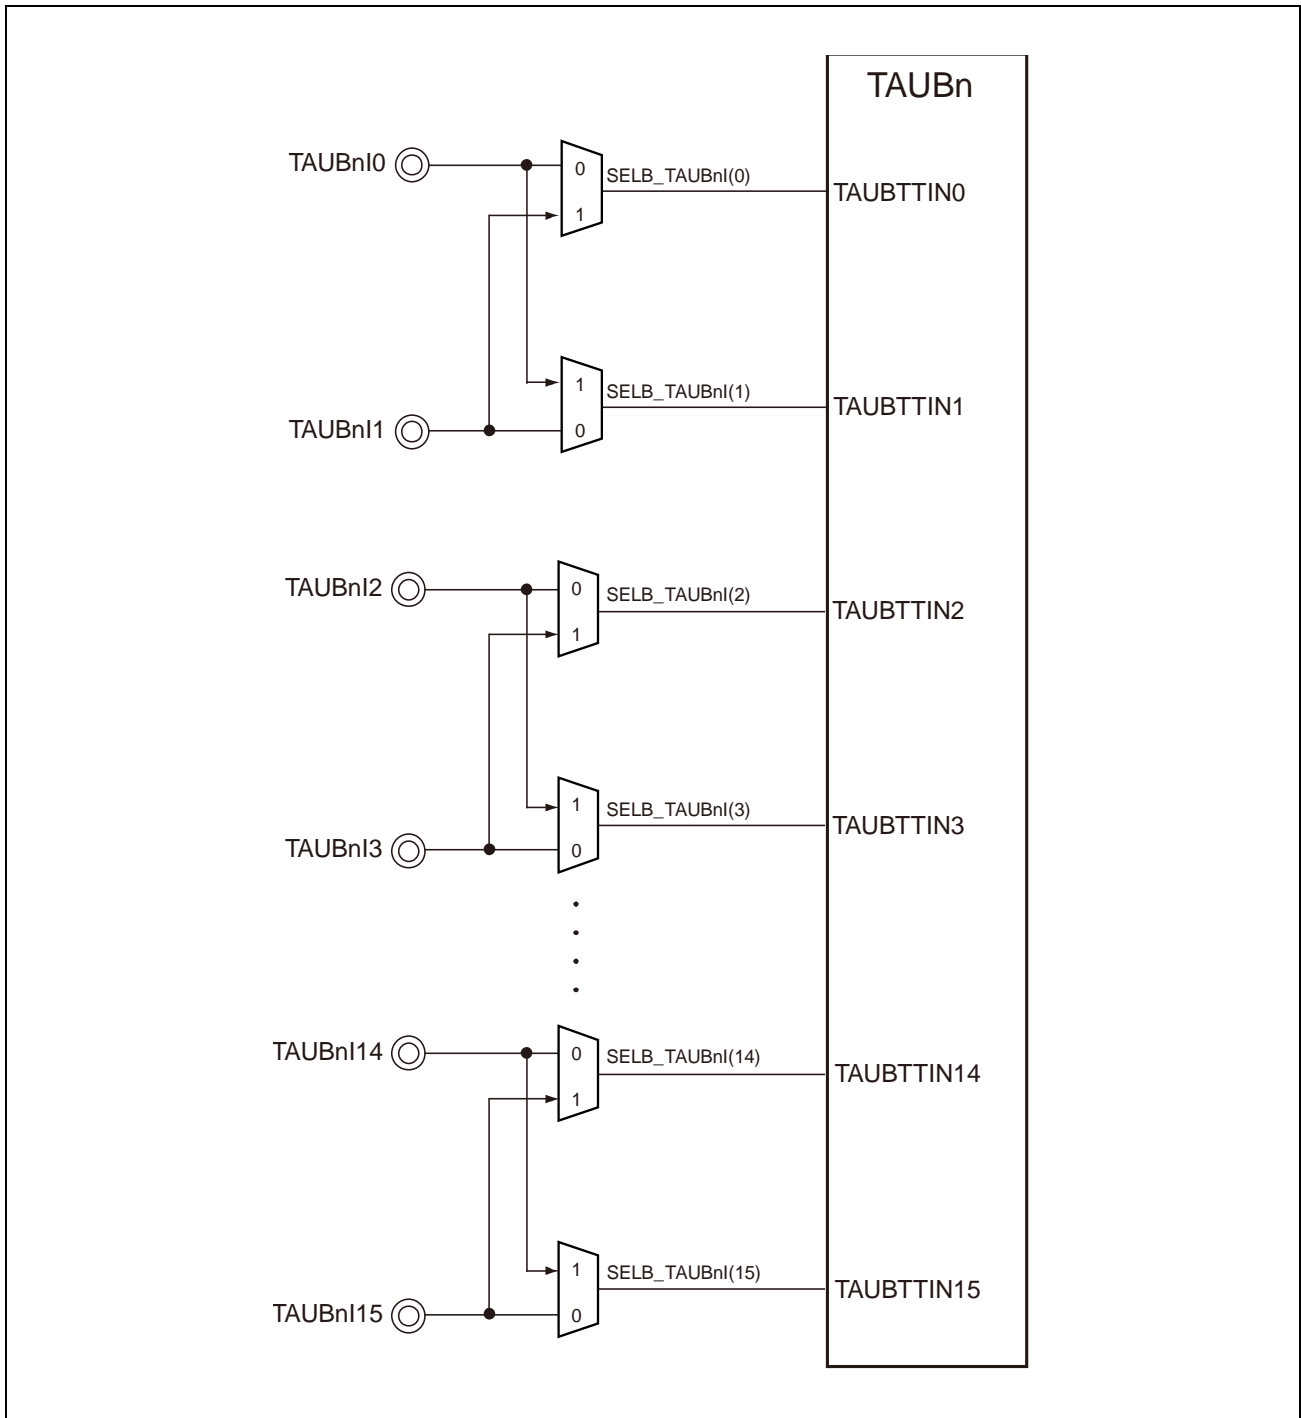 TAUBn
TAUBnI0
0
SELB_TAUBnI(0)
TAUBTTIN0
1
1
SELB_TAUBnI(1)
TAUBTTIN1
TAUBnI1
0
TAUBnI2
0
SELB_TAUBnI(2)
TAUBTTIN2
1
1
SELB_TAUBnI(3)
TAUBTTIN3
TAUBnI3
0
TAUBnI14
0
SELB_TAUBnI(14)
TAUBTTIN14
1
1
SELB_TAUBnI(15)
TAUBTTIN15
TAUBnI15
0